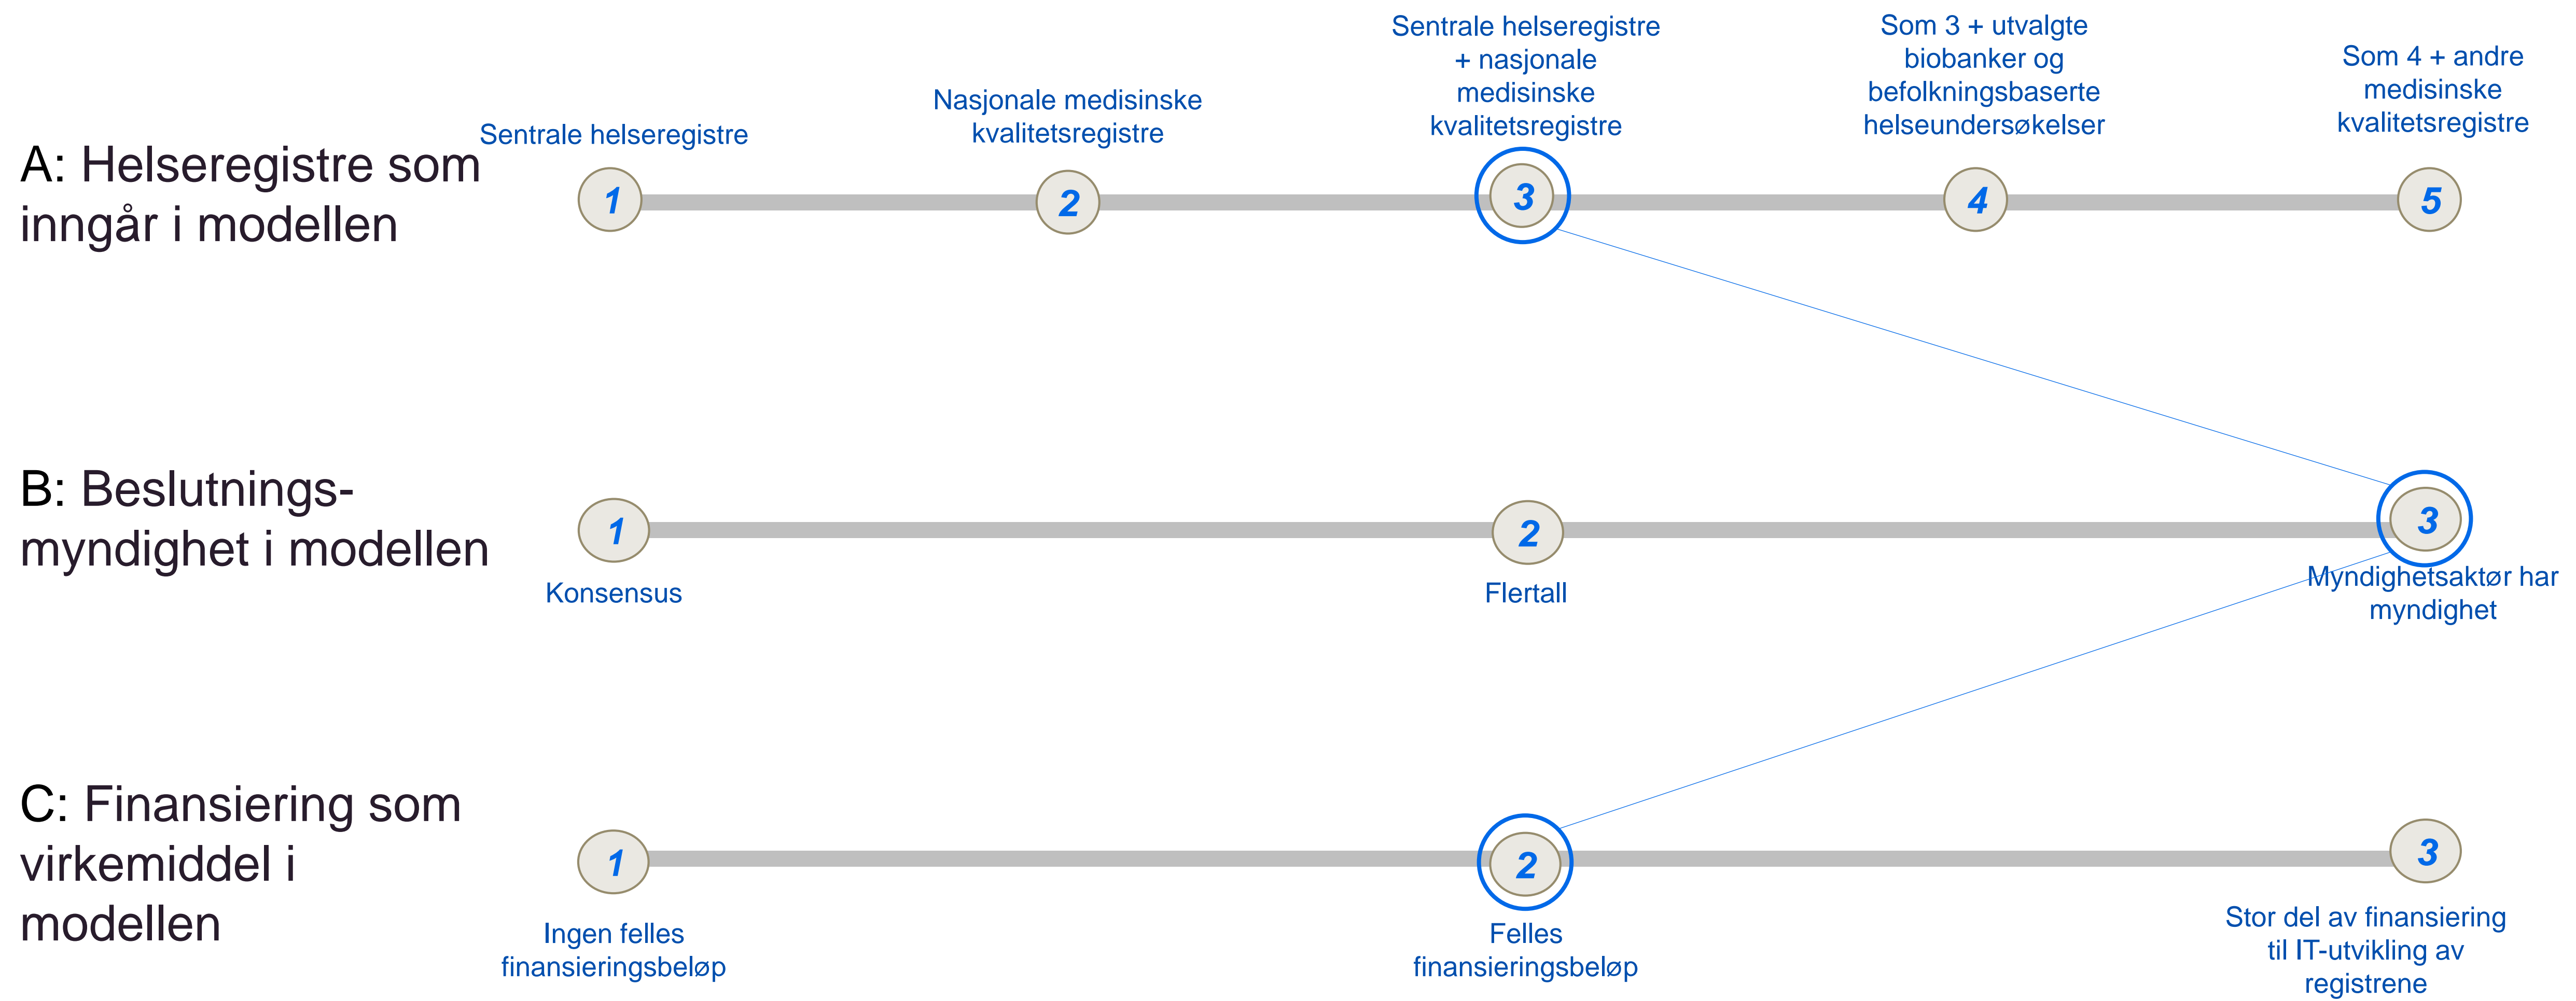 A: Helseregistre som
inngår i modellen
Sentrale helseregistre
Nasjonale medisinske
kvalitetsregistre
Sentrale helseregistre
+ nasjonale
medisinske
kvalitetsregistre
Som 3 + utvalgte
biobanker og
befolkningsbaserte
helseundersøkelser
Som 4 + andre
medisinske
kvalitetsregistre
1
2
3
4
5
B: Beslutnings-
myndighet i modellen
1
2
3
Konsensus
Flertall
Myndighetsaktør har
myndighet
C: Finansiering som
virkemiddel i
modellen
1
2
3
Ingen felles
finansieringsbeløp
Felles
finansieringsbeløp
Stor del av finansiering
til IT-utvikling av
registrene